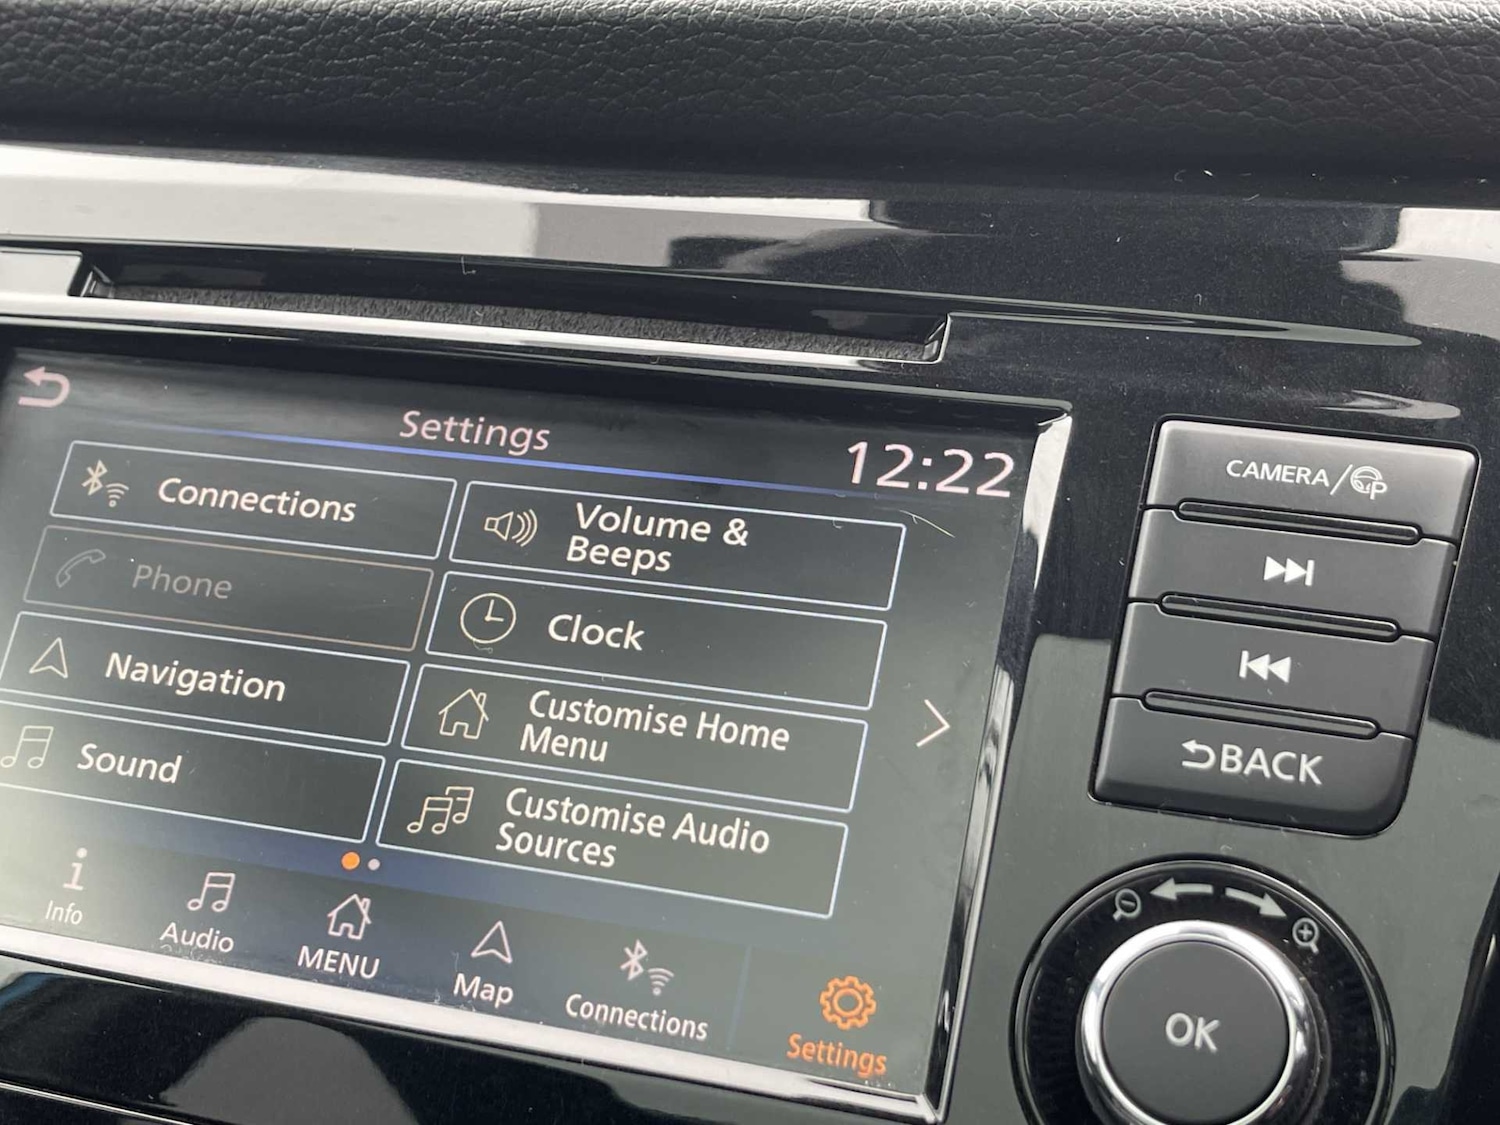 Settings
12:22
Connections
Volume &
Beeps
Phone
Clock
Navigation
Customise Home
Menu
Sound
Customise Audio
Sources
Info
Audio
MENU
Map
Connections
Settings
CAMERA/P
BACK
OK